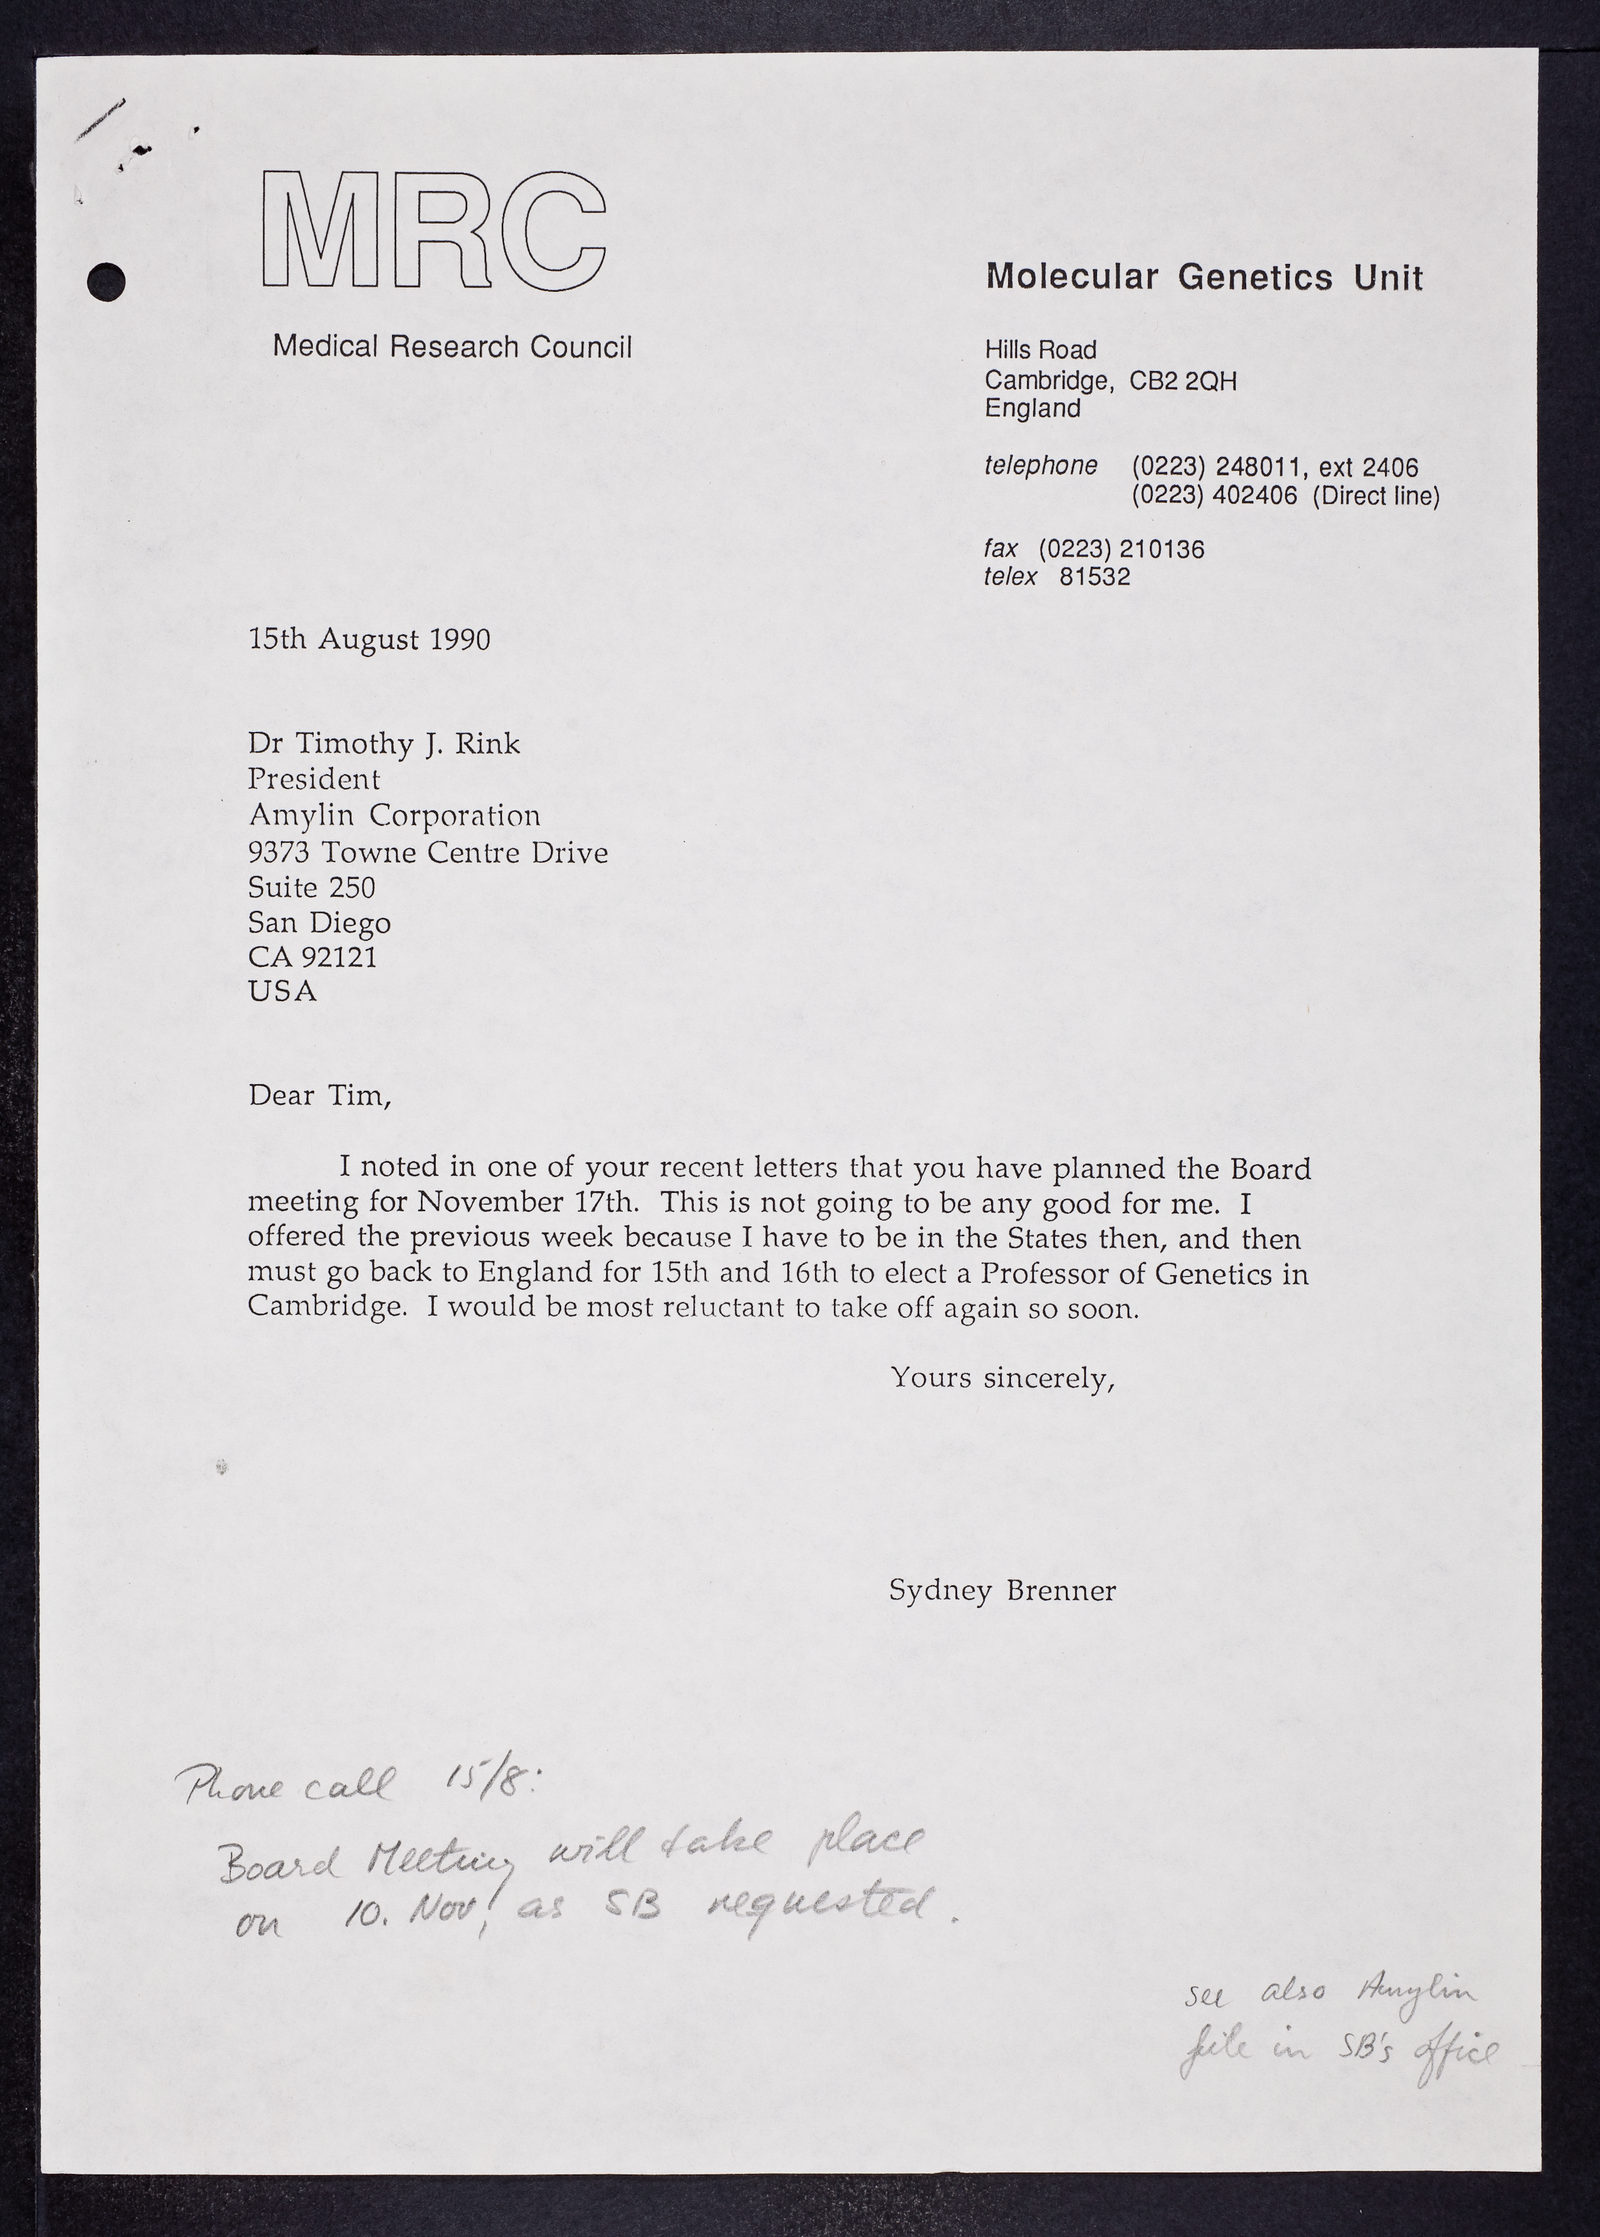 MRC
Medical Research Council
Molecular Genetics Unit
Hills Road
Cambridge, CB2 2QH
England
telephone (0223) 248011, ext 2406
(0223) 402406 (Direct line)
fax (0223) 210136
telex 81532
15th August 1990
Dr Timothy J. Rink
President
Amylin Corporation
9373 Towne Centre Drive
Suite 250
San Diego
CA 92121
USA
Dear Tim,
I noted in one of your recent letters that you have planned the Board
meeting for November 17th. This is not going to be any good for me. I
offered the previous week because I have to be in the States then, and then
must go back to England for 15th and 16th to elect a Professor of Genetics in
Cambridge. I would be most reluctant to take off again so soon.
Yours sincerely,
Sydney Brenner
Phone call 15/8:
Board Meeting will take place
on 10. Nov! as SB requested.
see also Amylin
file in SB's office